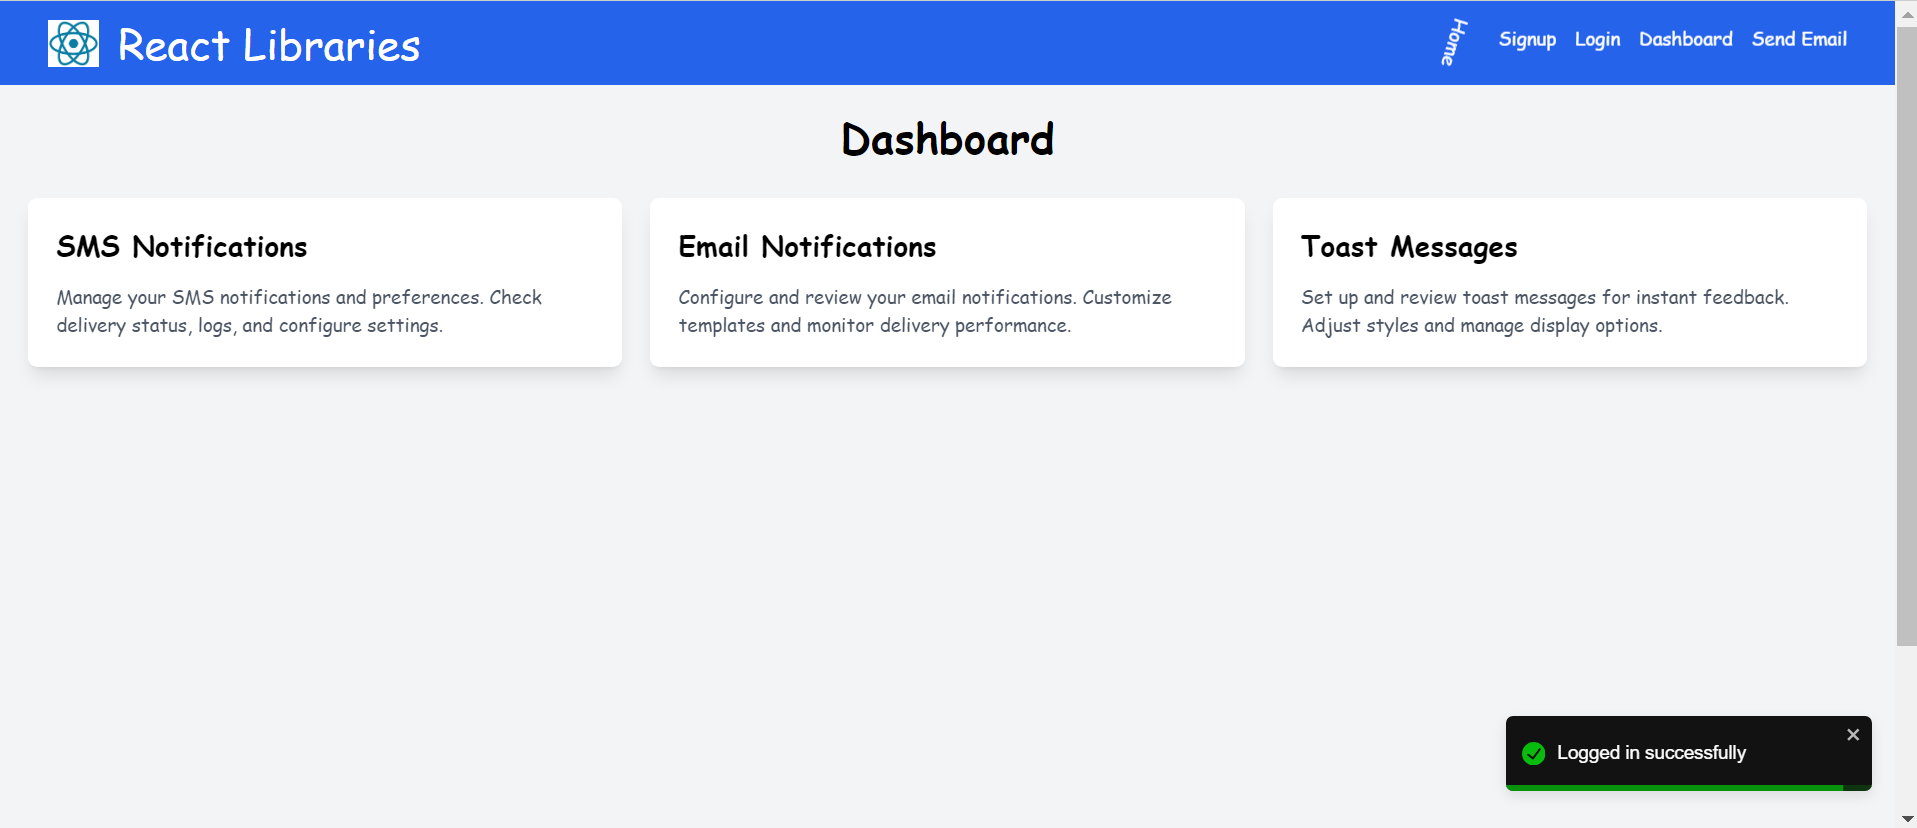 React Libraries
Home Signup Login Dashboard Send Email
Dashboard
SMS Notifications
Manage your SMS notifications and preferences. Check
delivery status, logs, and configure settings.
Email Notifications
Configure and review your email notifications. Customize
templates and monitor delivery performance.
Toast Messages
Set up and review toast messages for instant feedback.
Adjust styles and manage display options.
Logged in successfully